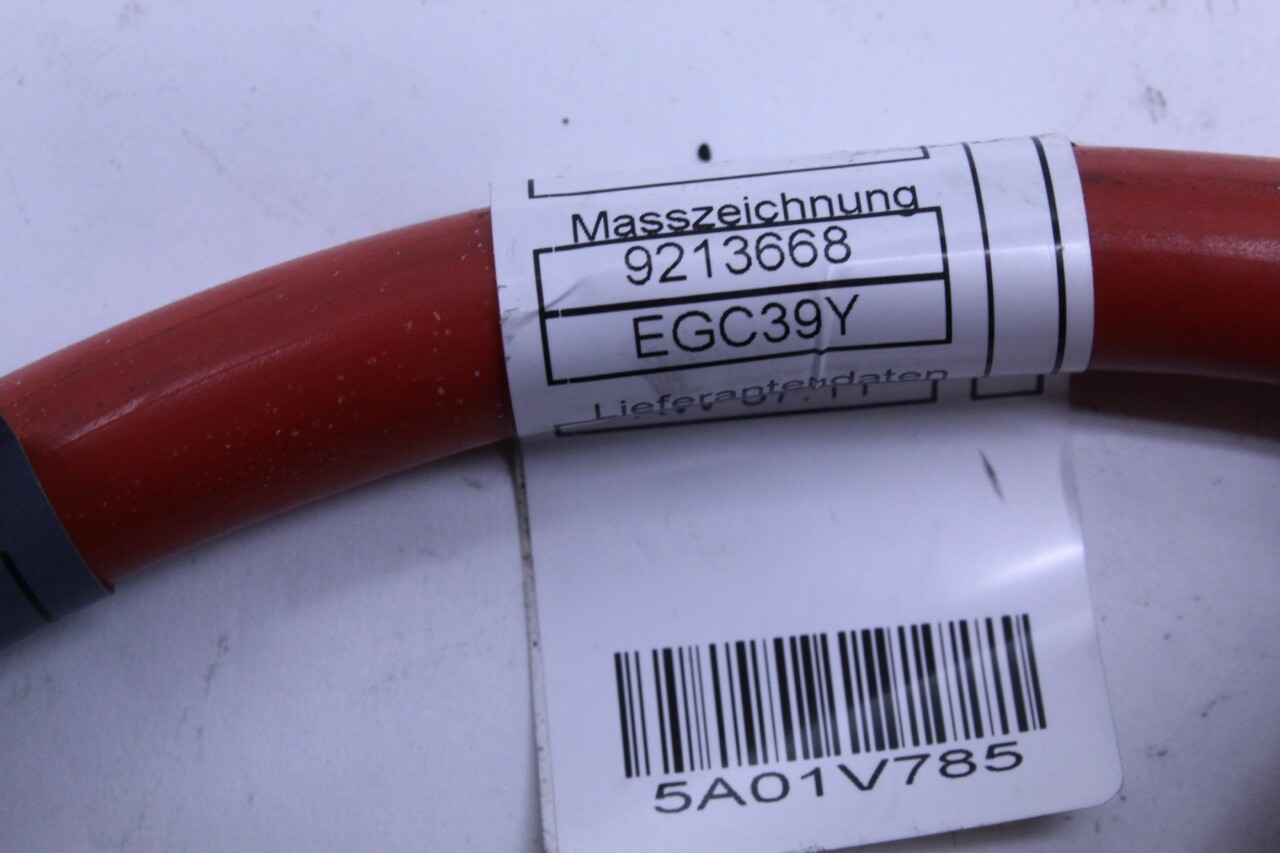 Masszeichnung
9213668
EGC39Y
Lieferantendaten
5A01V785